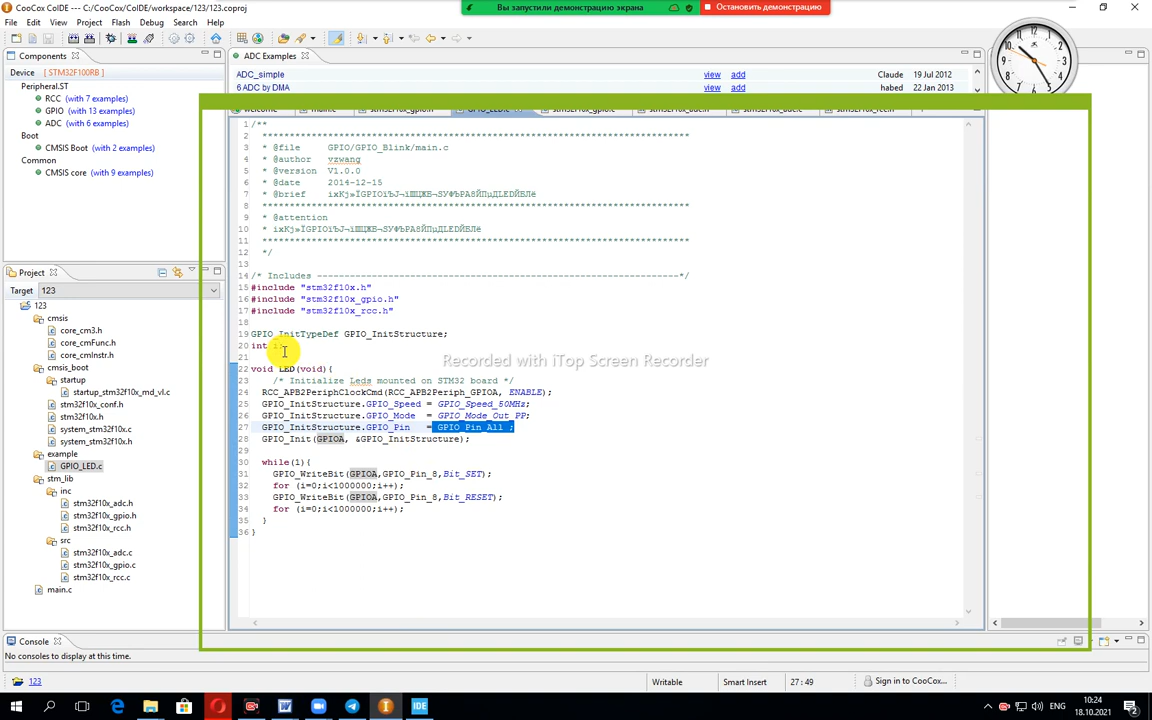 CooCox CoIDE --- C:/CooCox/CoIDE/workspace/123/123.coproj
Вы запустили демонстрацию экрана
Остановить демонстрацию
File Edit View Project Flash Debug Search Help
Components
ADC Examples
Device [ STM32F100RB ]
Peripheral.ST
RCC (with 7 examples)
GPIO (with 13 examples)
ADC (with 6 examples)
Boot
CMSIS Boot (with 2 examples)
Common
CMSIS core (with 9 examples)
ADC_simple view add Claude 19 Jul 2012
6 ADC by DMA view add habed 22 Jan 2013
Project
Target 123
123
cmsis
core_cm3.h
core_cmFunc.h
core_cmInstr.h
cmsis_boot
startup
startup_stm32f10x_md_vl.c
stm32f10x_conf.h
stm32f10x.h
system_stm32f10x.c
system_stm32f10x.h
example
GPIO_LED.c
stm_lib
inc
stm32f10x_adc.h
stm32f10x_gpio.h
stm32f10x_rcc.h
src
stm32f10x_adc.c
stm32f10x_gpio.c
stm32f10x_rcc.c
main.c
1 /**
2 ******************************************************************************
3 * @file GPIO/GPIO_Blink/main.c
4 * @author vzwang
5 * @version V1.0.0
6 * @date 2014-12-15
7 * @brief
8 ******************************************************************************
9 * @attention
10 *
11 ******************************************************************************
12 */
13
14 /* Includes ------------------------------------------------------------------*/
15 #include "stm32f10x.h"
16 #include "stm32f10x_gpio.h"
17 #include "stm32f10x_rcc.h"
18
19 GPIO_InitTypeDef GPIO_InitStructure;
20 int i;
21
22 void LED(void){
23 /* Initialize Leds mounted on STM32 board */
24 RCC_APB2PeriphClockCmd(RCC_APB2Periph_GPIOA, ENABLE);
25 GPIO_InitStructure.GPIO_Speed = GPIO_Speed_50MHz;
26 GPIO_InitStructure.GPIO_Mode = GPIO_Mode_Out_PP;
27 GPIO_InitStructure.GPIO_Pin = GPIO_Pin_All ;
28 GPIO_Init(GPIOA, &GPIO_InitStructure);
29
30 while(1){
31 GPIO_WriteBit(GPIOA,GPIO_Pin_8,Bit_SET);
32 for (i=0;i<1000000;i++);
33 GPIO_WriteBit(GPIOA,GPIO_Pin_8,Bit_RESET);
34 for (i=0;i<1000000;i++);
35 }
36 }
Recorded with iTop Screen Recorder
Console
No consoles to display at this time.
123 Writable Smart Insert 27 : 49 Sign in to CooCox...
ENG 10:24
18.10.2021